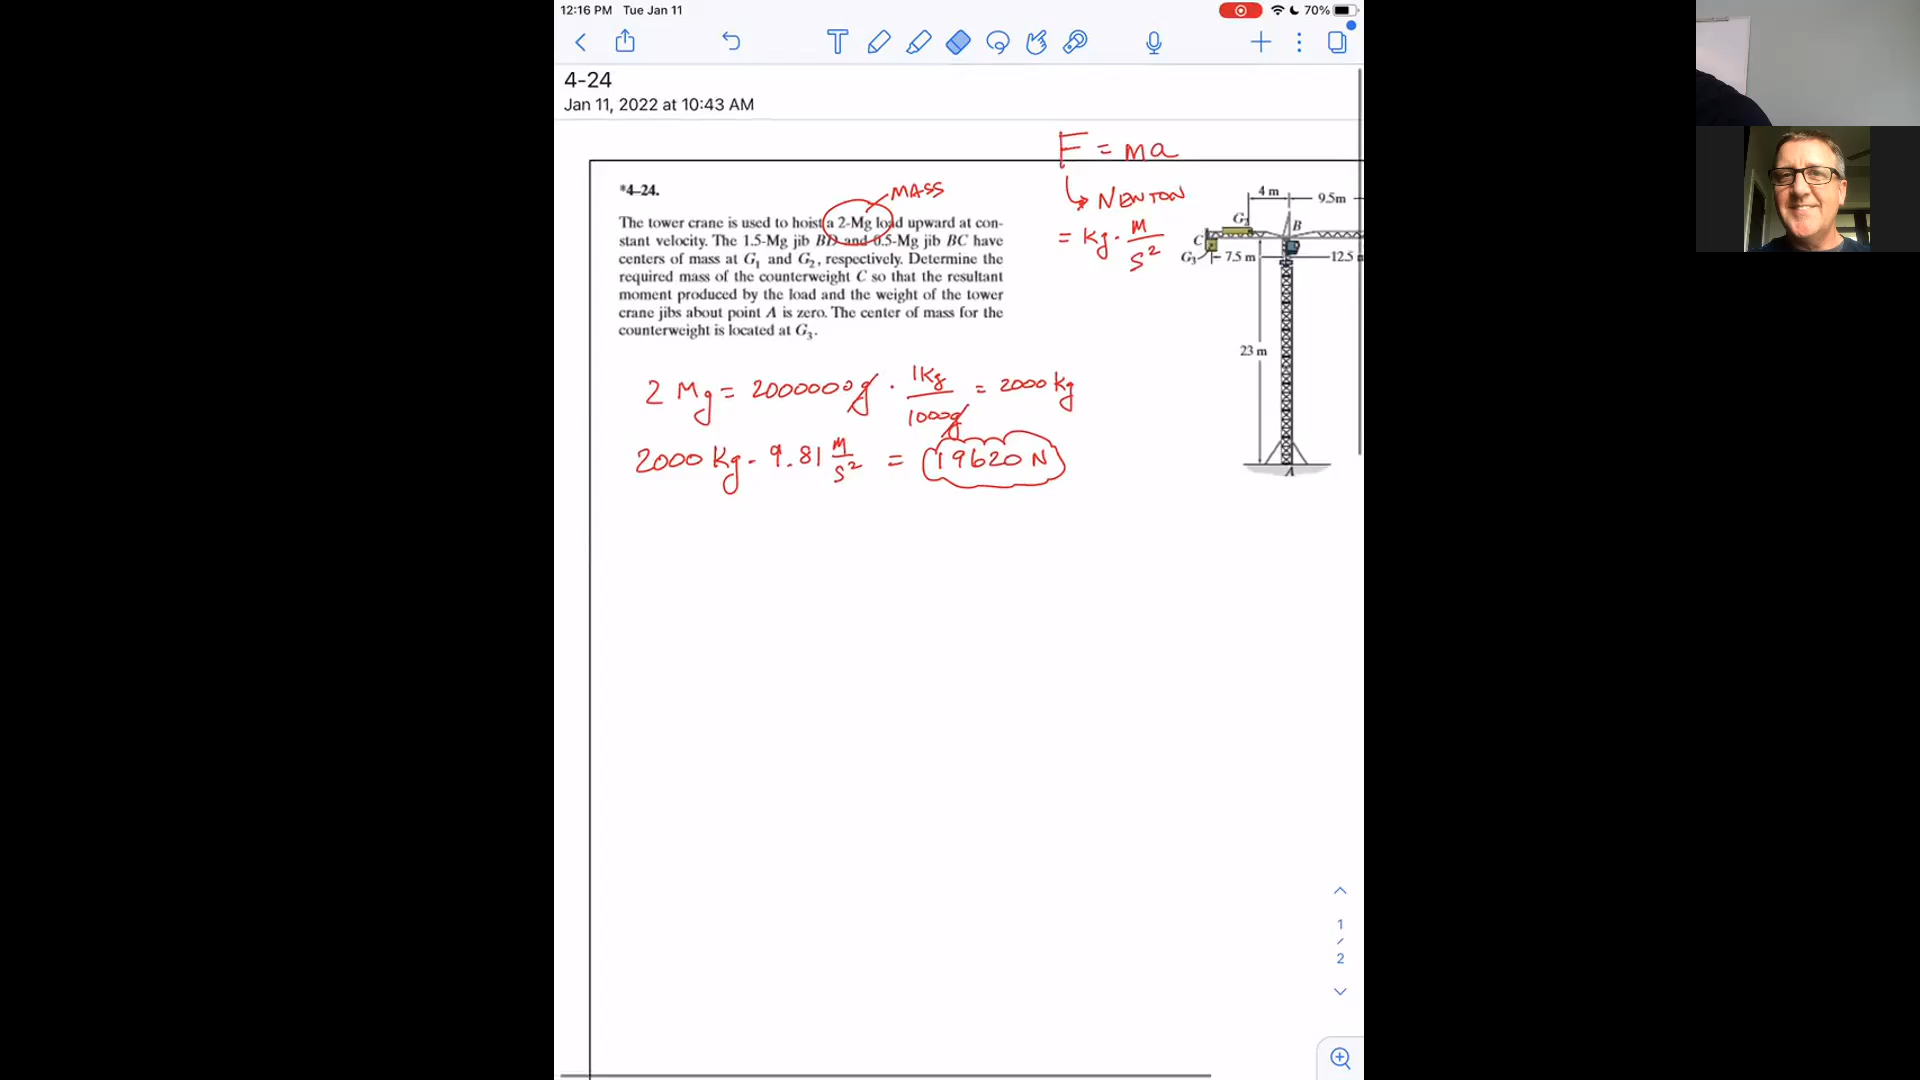 12:16 PM Tue Jan 11
70%
4-24
Jan 11, 2022 at 10:43 AM
F = ma
*4–24.
MASS
NEWTON
= Kg · M/S²
The tower crane is used to hoist a 2-Mg load upward at con-
stant velocity. The 1.5-Mg jib BD and 0.5-Mg jib BC have
centers of mass at G₁ and G₂, respectively. Determine the
required mass of the counterweight C so that the resultant
moment produced by the load and the weight of the tower
crane jibs about point A is zero. The center of mass for the
counterweight is located at G₃.
4 m
9.5m
G₂
B
C
G₃
7.5 m
12.5
23 m
A
2 Mg = 2000000g · 1Kg/1000g = 2000 Kg
2000 Kg · 9.81 M/S² = 19620 N
1
/
2